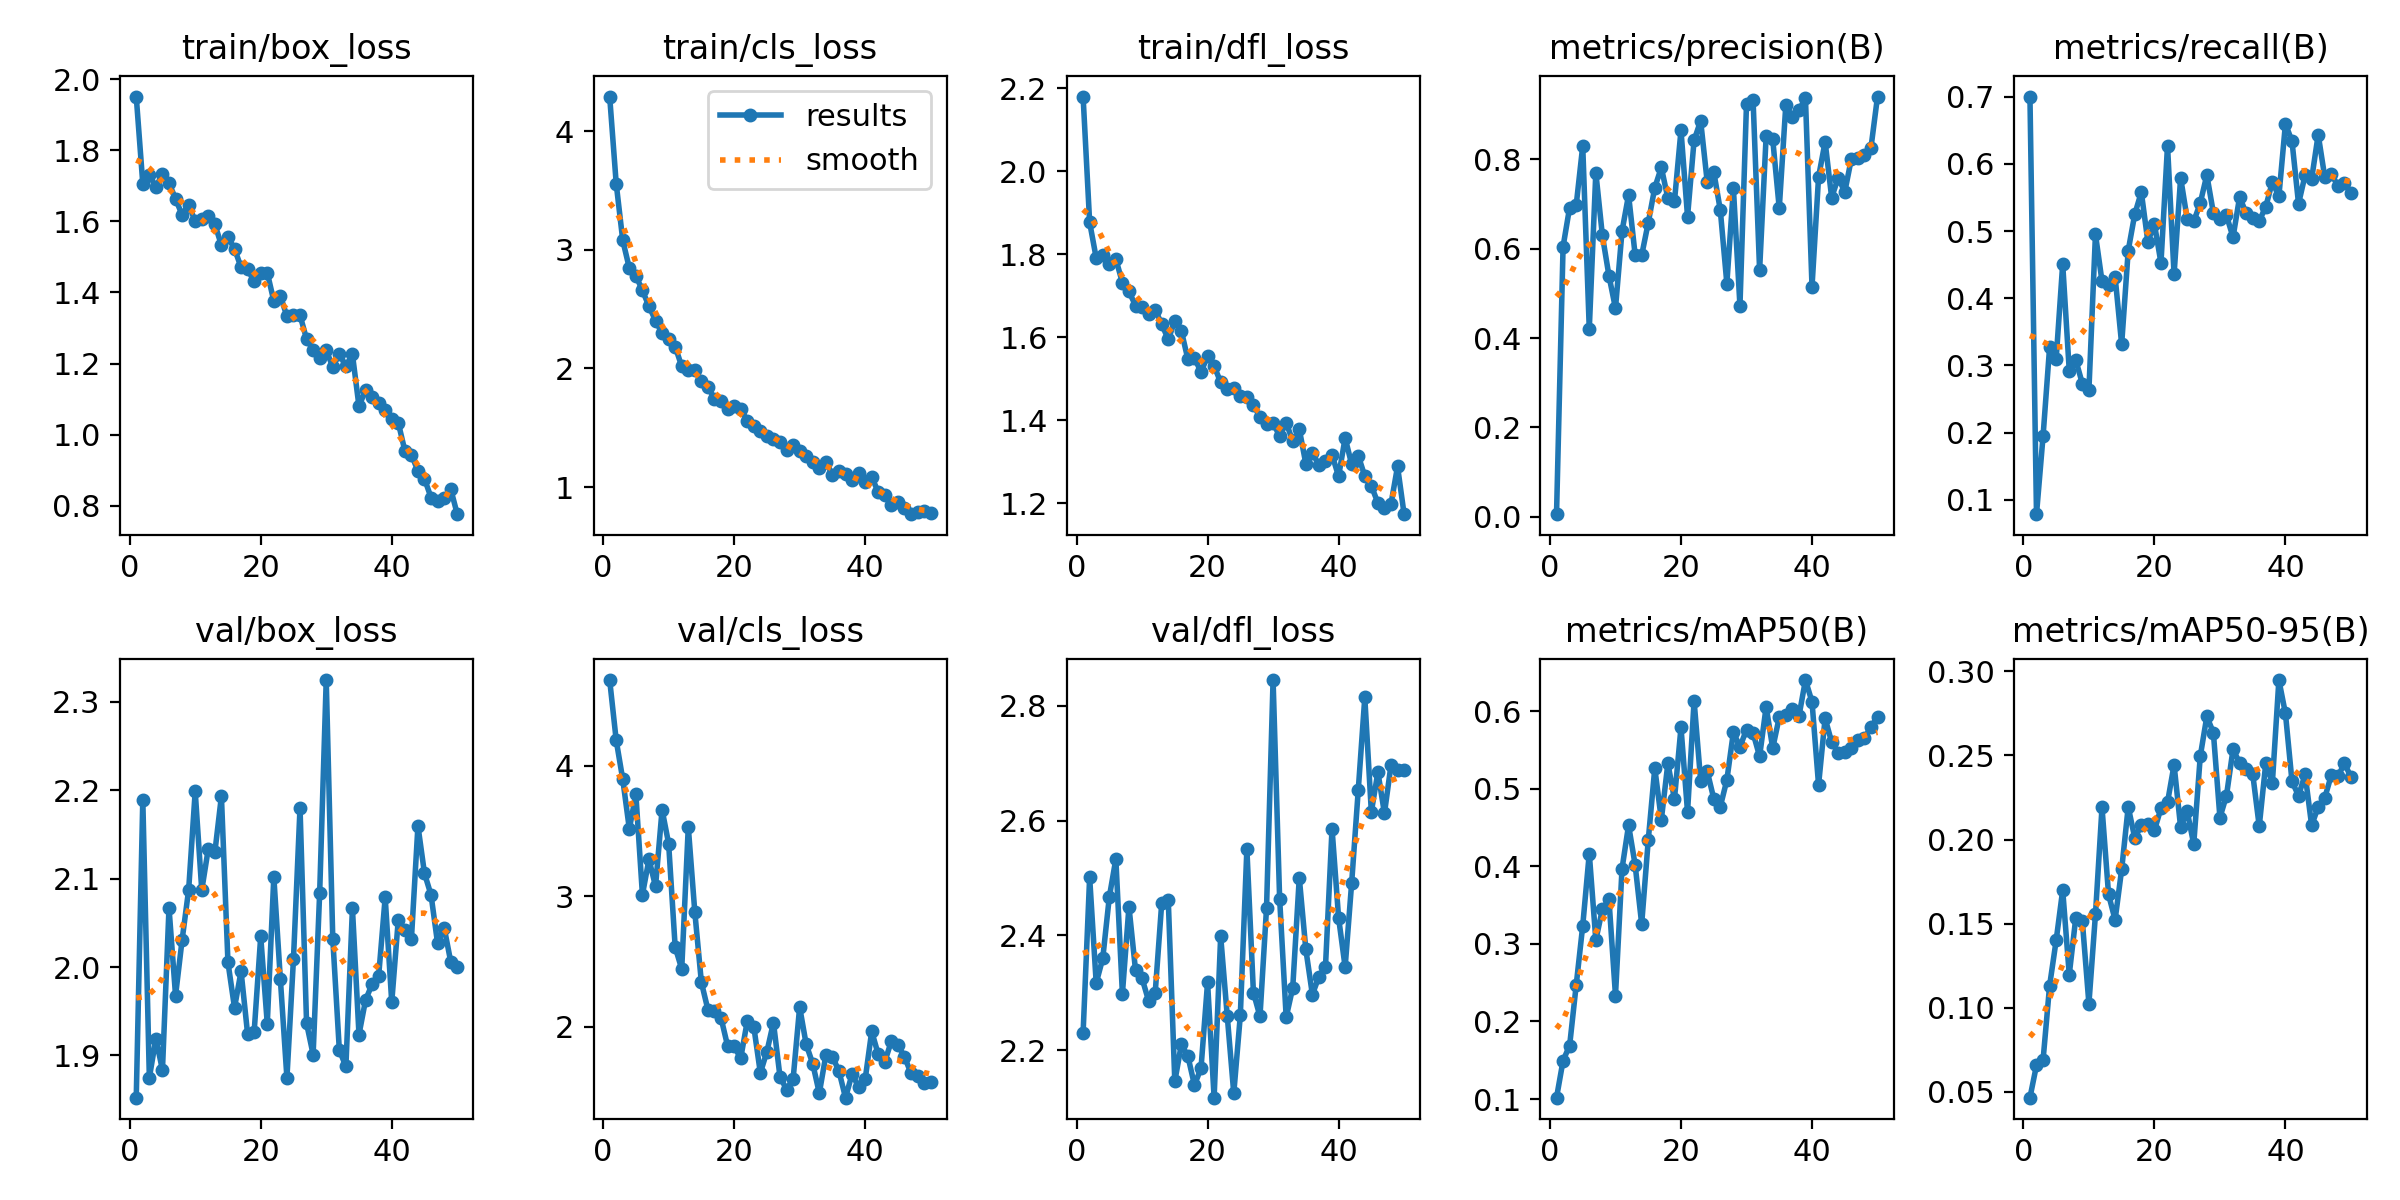 train/box_loss
2.0
1.8
1.6
1.4
1.2
1.0
0.8
0 20 40
train/cls_loss
results
smooth
4
3
2
1
0 20 40
train/dfl_loss
2.2
2.0
1.8
1.6
1.4
1.2
0 20 40
metrics/precision(B)
0.8
0.6
0.4
0.2
0.0
0 20 40
metrics/recall(B)
0.7
0.6
0.5
0.4
0.3
0.2
0.1
0 20 40
val/box_loss
2.3
2.2
2.1
2.0
1.9
0 20 40
val/cls_loss
4
3
2
0 20 40
val/dfl_loss
2.8
2.6
2.4
2.2
0 20 40
metrics/mAP50(B)
0.6
0.5
0.4
0.3
0.2
0.1
0 20 40
metrics/mAP50-95(B)
0.30
0.25
0.20
0.15
0.10
0.05
0 20 40